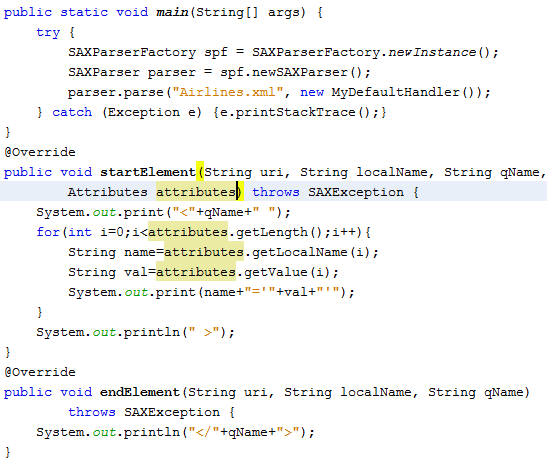 public static void main(String[] args) {
    try {
        SAXParserFactory spf = SAXParserFactory.newInstance();
        SAXParser parser = spf.newSAXParser();
        parser.parse("Airlines.xml", new MyDefaultHandler());
    } catch (Exception e) {e.printStackTrace();}
}
@Override
public void startElement(String uri, String localName, String qName,
        Attributes attributes) throws SAXException {
    System.out.print("<"+qName+" ");
    for(int i=0;i<attributes.getLength();i++){
        String name=attributes.getLocalName(i);
        String val=attributes.getValue(i);
        System.out.print(name+"='"+val+"'");
    }
    System.out.println(" >");
}
@Override
public void endElement(String uri, String localName, String qName)
        throws SAXException {
    System.out.println("</"+qName+">");
}